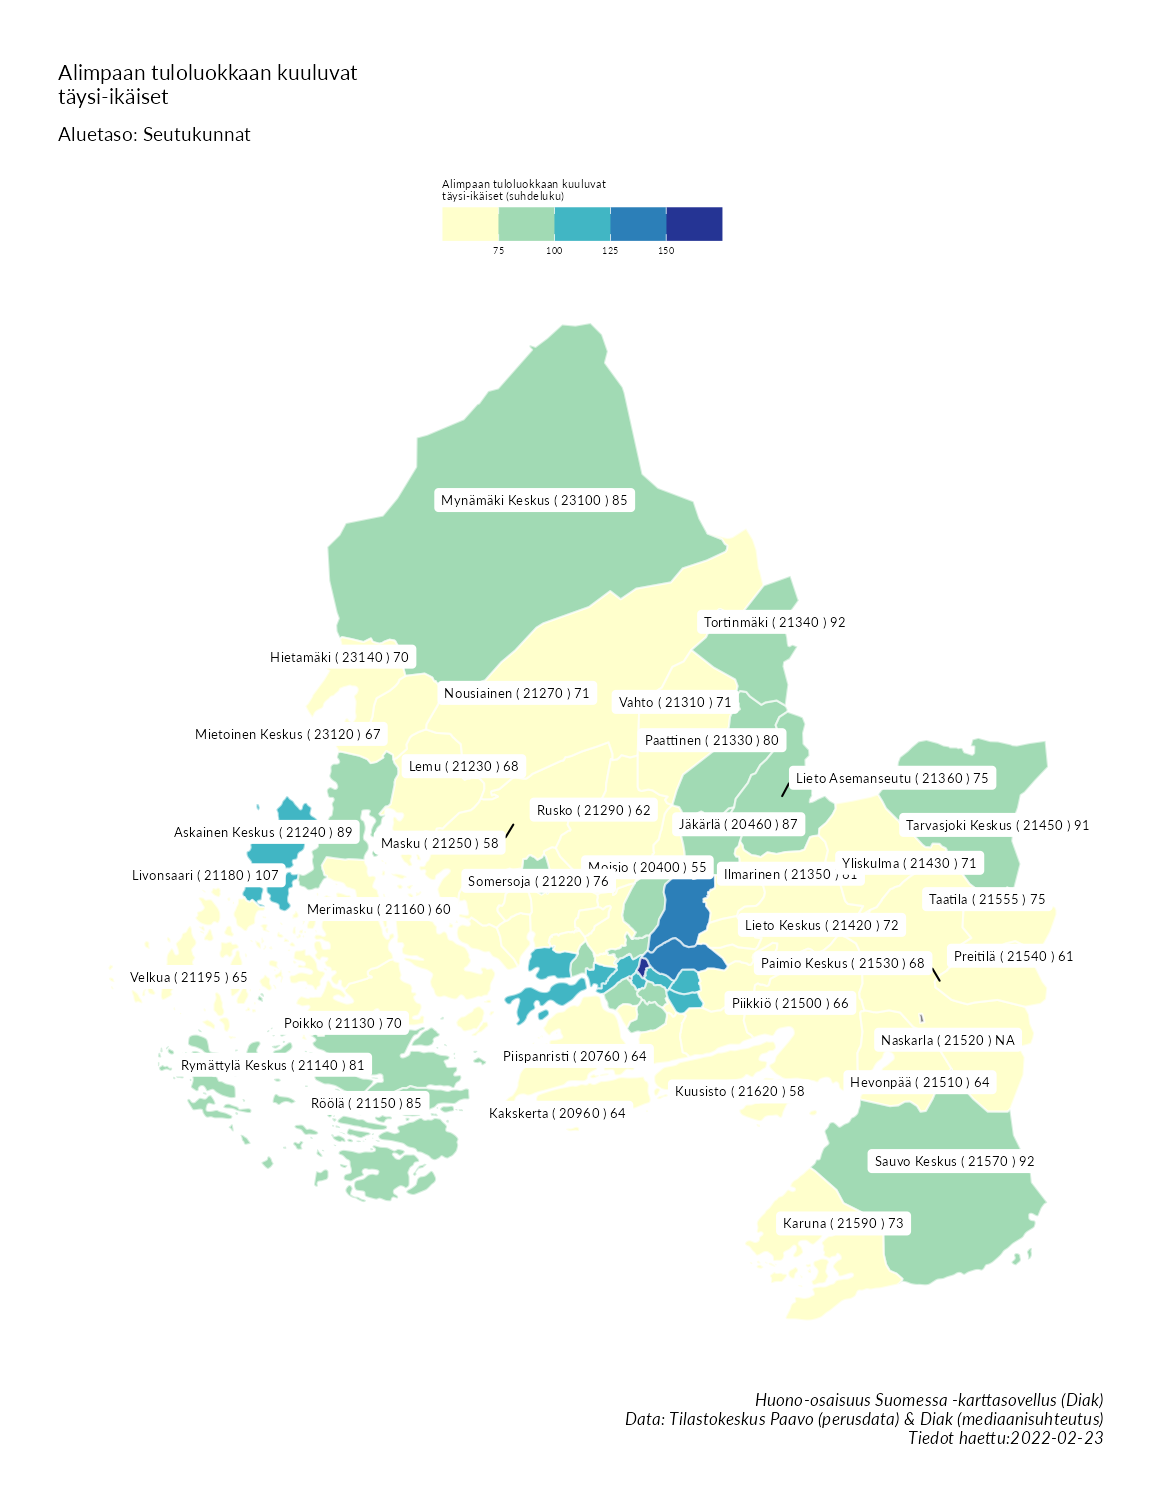 Alimpaan tuloluokkaan kuuluvat
täysi-ikäiset
Aluetaso: Seutukunnat
Alimpaan tuloluokkaan kuuluvat
täysi-ikäiset (suhdeluku)
75 100 125 150
Mynämäki Keskus ( 23100 ) 85
Tortinmäki ( 21340 ) 92
Hietamäki ( 23140 ) 70
Nousiainen ( 21270 ) 71
Vahto ( 21310 ) 71
Mietoinen Keskus ( 23120 ) 67
Paattinen ( 21330 ) 80
Lemu ( 21230 ) 68
Lieto Asemanseutu ( 21360 ) 75
Rusko ( 21290 ) 62
Jäkärlä ( 20460 ) 87
Tarvasjoki Keskus ( 21450 ) 91
Askainen Keskus ( 21240 ) 89
Masku ( 21250 ) 58
Yliskulma ( 21430 ) 71
Moisio ( 20400 ) 55
Ilmarinen ( 21350 )
Livonsaari ( 21180 ) 107
Somersoja ( 21220 ) 76
Taatila ( 21555 ) 75
Merimasku ( 21160 ) 60
Lieto Keskus ( 21420 ) 72
Preitilä ( 21540 ) 61
Paimio Keskus ( 21530 ) 68
Velkua ( 21195 ) 65
Piikkiö ( 21500 ) 66
Poikko ( 21130 ) 70
Naskarla ( 21520 ) NA
Piispanristi ( 20760 ) 64
Rymättylä Keskus ( 21140 ) 81
Hevonpää ( 21510 ) 64
Kuusisto ( 21620 ) 58
Röölä ( 21150 ) 85
Kakskerta ( 20960 ) 64
Sauvo Keskus ( 21570 ) 92
Karuna ( 21590 ) 73
Huono-osaisuus Suomessa -karttasovellus (Diak)
Data: Tilastokeskus Paavo (perusdata) & Diak (mediaanisuhteutus)
Tiedot haettu:2022-02-23